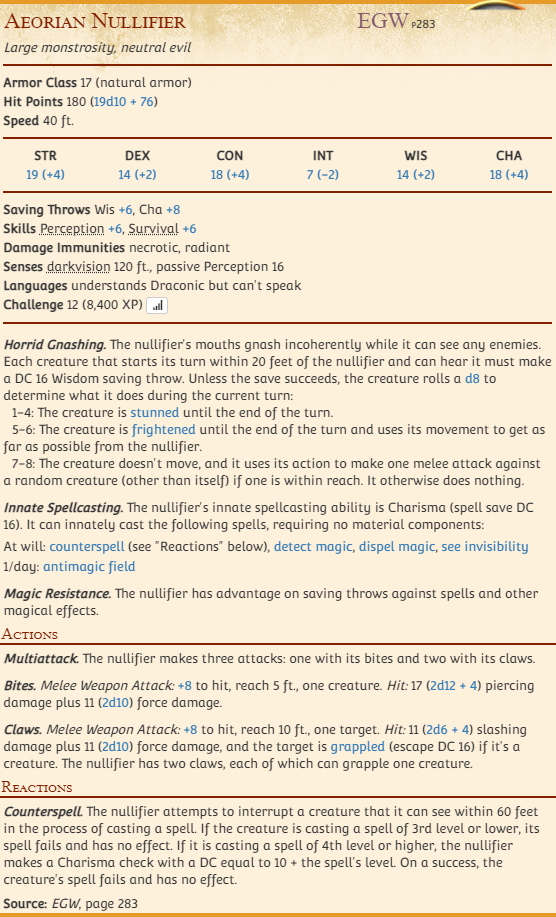 Aeorian Nullifier EGW p283
Large monstrosity, neutral evil
Armor Class 17 (natural armor)
Hit Points 180 (19d10 + 76)
Speed 40 ft.
STR DEX CON INT WIS CHA
19 (+4) 14 (+2) 18 (+4) 7 (−2) 14 (+2) 18 (+4)
Saving Throws Wis +6, Cha +8
Skills Perception +6, Survival +6
Damage Immunities necrotic, radiant
Senses darkvision 120 ft., passive Perception 16
Languages understands Draconic but can't speak
Challenge 12 (8,400 XP)
Horrid Gnashing. The nullifier's mouths gnash incoherently while it can see any enemies.
Each creature that starts its turn within 20 feet of the nullifier and can hear it must make
a DC 16 Wisdom saving throw. Unless the save succeeds, the creature rolls a d8 to
determine what it does during the current turn:
1–4: The creature is stunned until the end of the turn.
5–6: The creature is frightened until the end of the turn and uses its movement to get as
far as possible from the nullifier.
7–8: The creature doesn't move, and it uses its action to make one melee attack against
a random creature (other than itself) if one is within reach. It otherwise does nothing.
Innate Spellcasting. The nullifier's innate spellcasting ability is Charisma (spell save DC
16). It can innately cast the following spells, requiring no material components:
At will: counterspell (see "Reactions" below), detect magic, dispel magic, see invisibility
1/day: antimagic field
Magic Resistance. The nullifier has advantage on saving throws against spells and other
magical effects.
Actions
Multiattack. The nullifier makes three attacks: one with its bites and two with its claws.
Bites. Melee Weapon Attack: +8 to hit, reach 5 ft., one creature. Hit: 17 (2d12 + 4) piercing
damage plus 11 (2d10) force damage.
Claws. Melee Weapon Attack: +8 to hit, reach 10 ft., one target. Hit: 11 (2d6 + 4) slashing
damage plus 11 (2d10) force damage, and the target is grappled (escape DC 16) if it's a
creature. The nullifier has two claws, each of which can grapple one creature.
Reactions
Counterspell. The nullifier attempts to interrupt a creature that it can see within 60 feet
in the process of casting a spell. If the creature is casting a spell of 3rd level or lower, its
spell fails and has no effect. If it is casting a spell of 4th level or higher, the nullifier
makes a Charisma check with a DC equal to 10 + the spell's level. On a success, the
creature's spell fails and has no effect.
Source: EGW, page 283